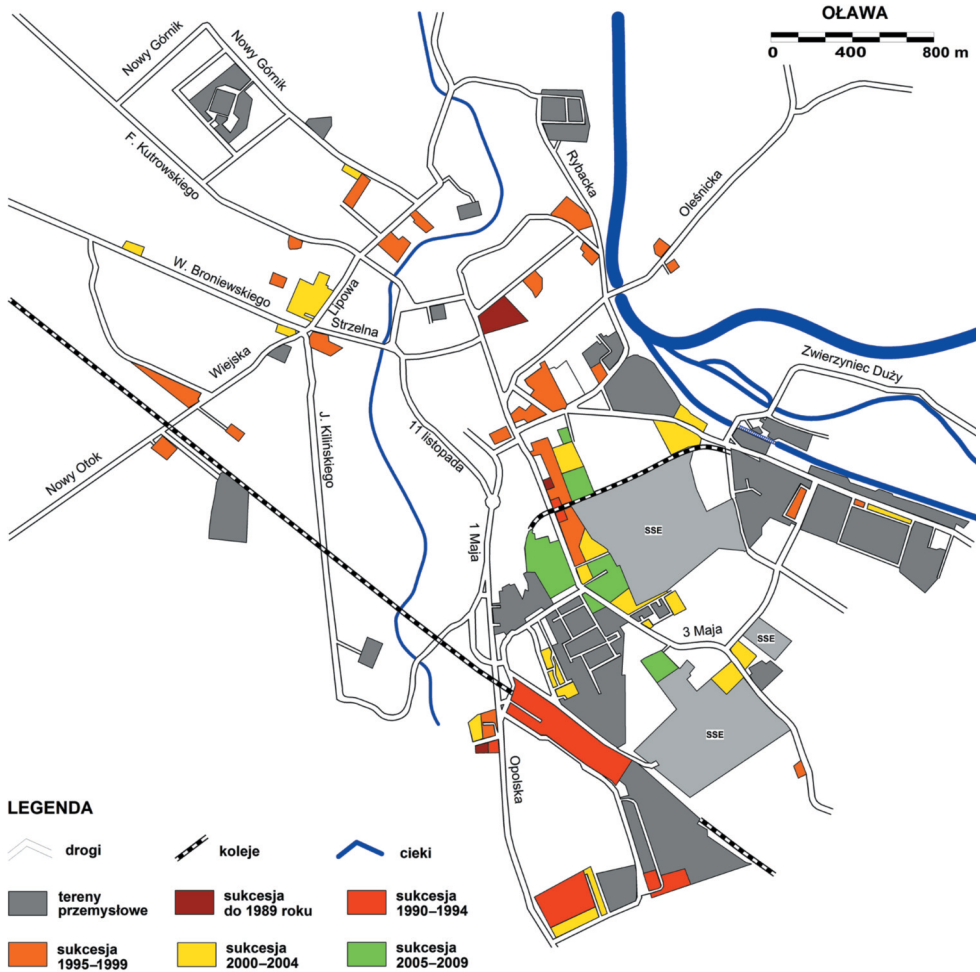 OŁAWA
0 400 800 m
Nowy Górnik
Nowy Górnik
F. Kutrowskiego
Rybacka
Oleśnicka
W. Broniewskiego
Lipowa
Strzelna
Wiejska
Zwierzyniec Duży
J. Kilińskiego
11 listopada
Nowy Otok
1 Maja
SSE
3 Maja
SSE
SSE
Opolska
LEGENDA
drogi
koleje
cieki
tereny
przemysłowe
sukcesja
do 1989 roku
sukcesja
1990–1994
sukcesja
1995–1999
sukcesja
2000–2004
sukcesja
2005–2009